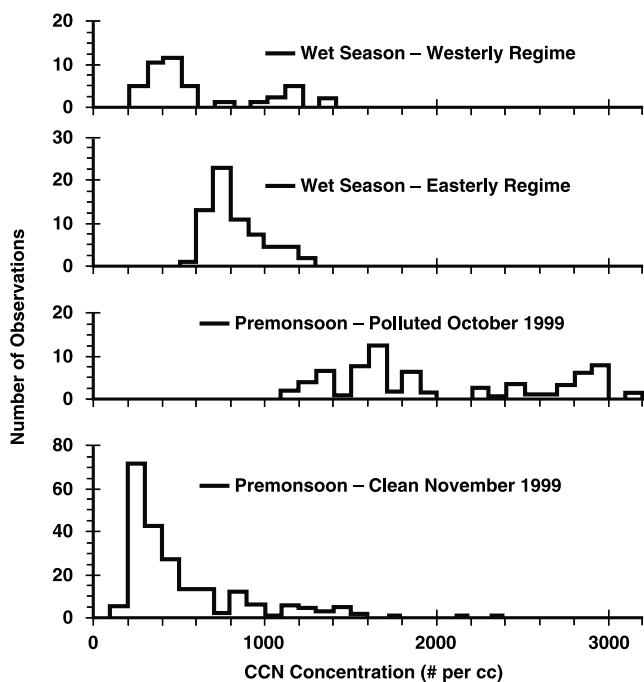 20
10
0
Wet Season – Westerly Regime
30
20
10
0
Wet Season – Easterly Regime
20
10
0
Premonsoon – Polluted October 1999
80
60
40
20
0
Premonsoon – Clean November 1999
0 1000 2000 3000
CCN Concentration (# per cc)
Number of Observations